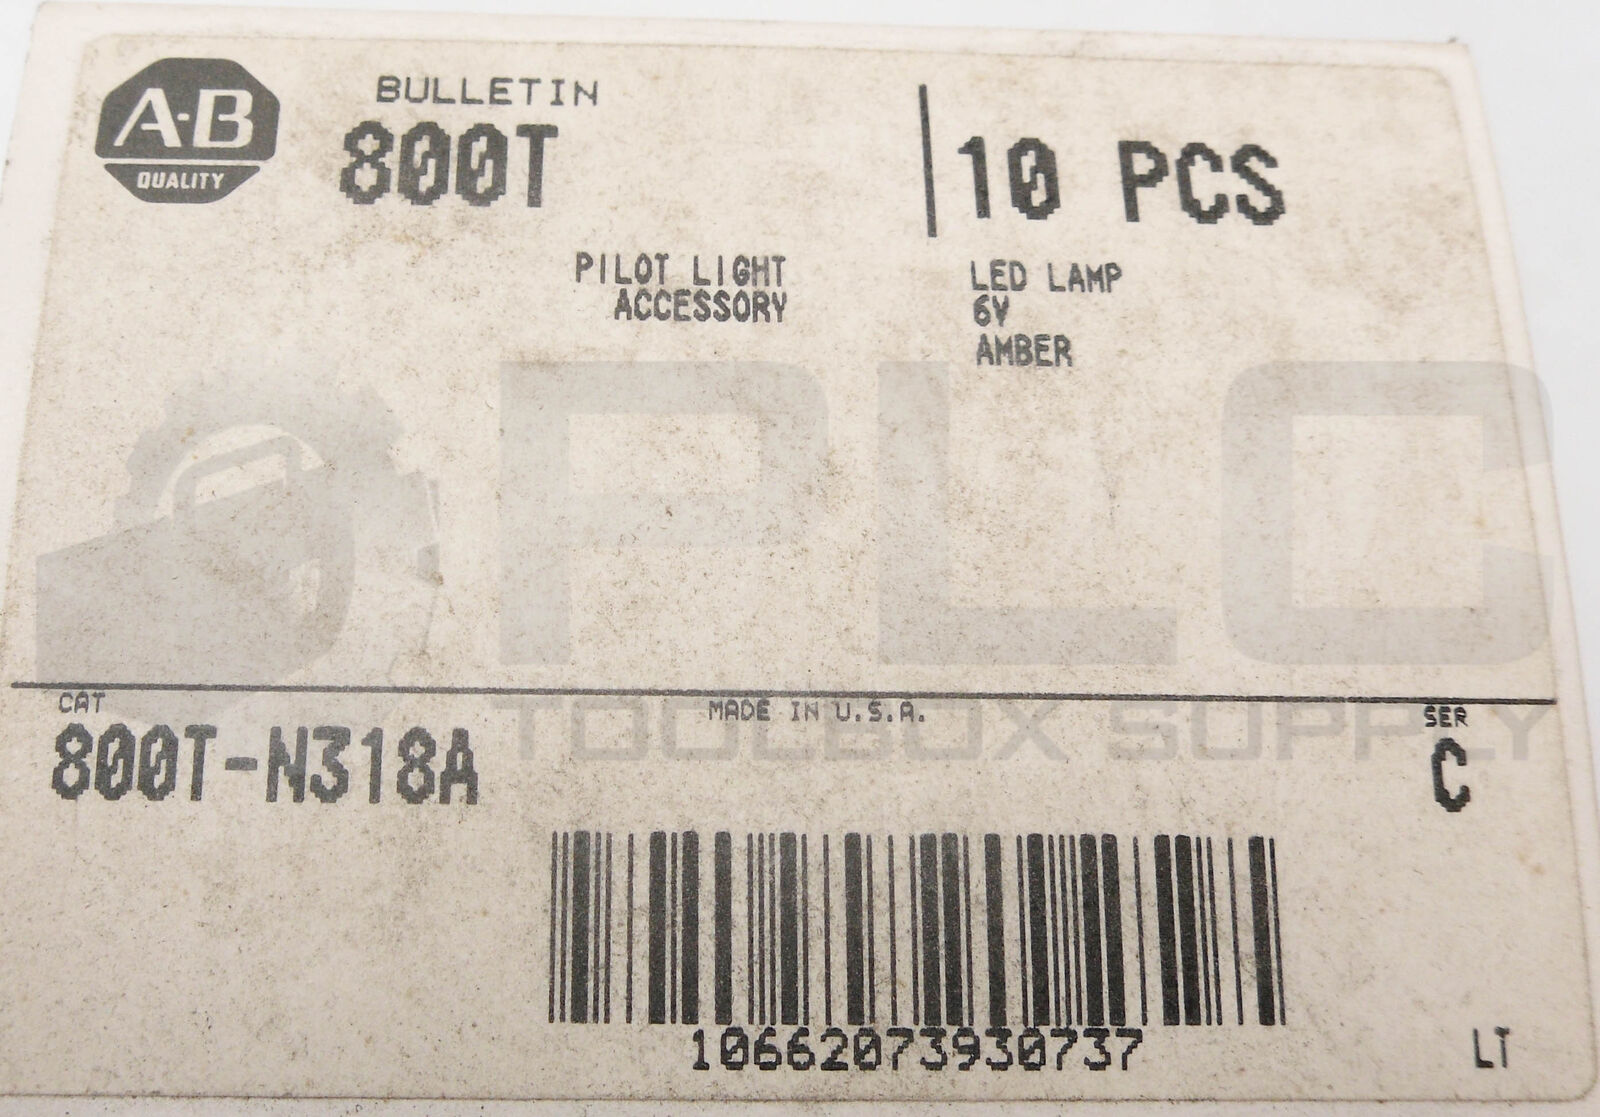 A-B
QUALITY
BULLETIN
800T
10 PCS
PILOT LIGHT
ACCESSORY
LED LAMP
6V
AMBER
PLC
TOOLBOX SUPPLY
CAT
800T-N318A
MADE IN U.S.A.
SER
C
10662073930737
LT